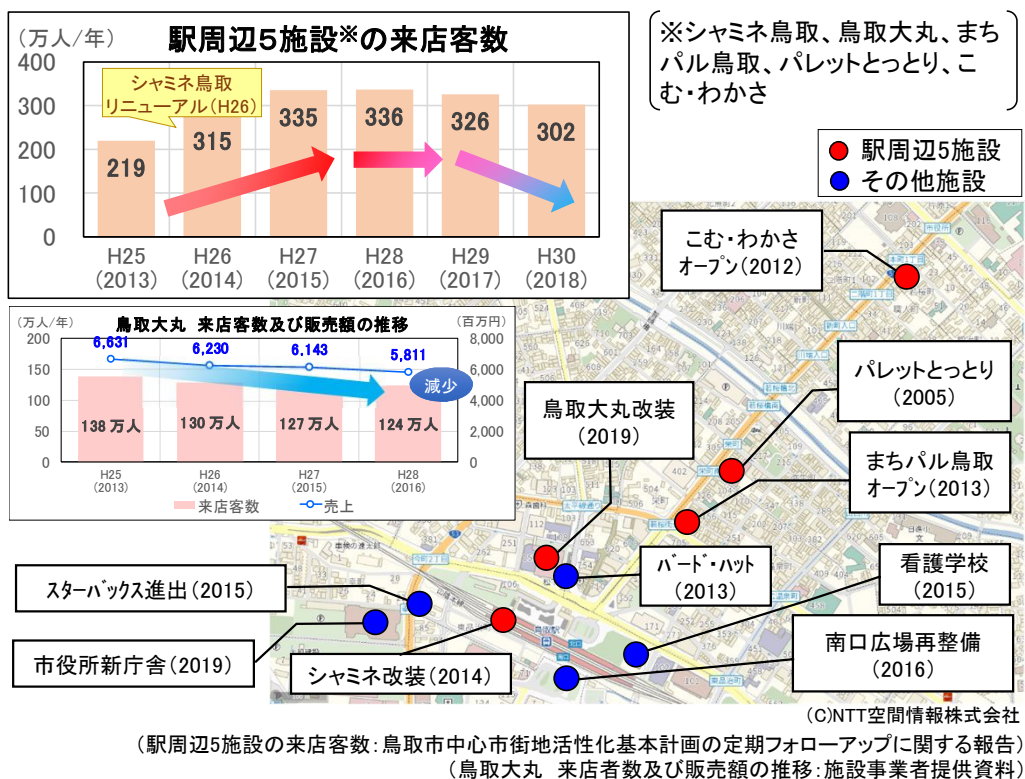 (万人/年)
駅周辺5施設※の来店客数
400
300
200
100
0
シャミネ鳥取
リニューアル(H26)
219
315
335
336
326
302
H25
(2013)
H26
(2014)
H27
(2015)
H28
(2016)
H29
(2017)
H30
(2018)
※シャミネ鳥取、鳥取大丸、まち
パル鳥取、パレットとっとり、こ
む・わかさ
駅周辺5施設
その他施設
(万人/年)
鳥取大丸 来店客数及び販売額の推移
(百万円)
200
150
100
50
0
8,000
6,000
4,000
2,000
0
6,631
6,230
6,143
5,811
減少
138万人
130万人
127万人
124万人
H25
(2013)
H26
(2014)
H27
(2015)
H28
(2016)
来店客数
売上
こむ・わかさ
オープン(2012)
パレットとっとり
(2005)
鳥取大丸改装
(2019)
まちパル鳥取
オープン(2013)
バード・ハット
(2013)
看護学校
(2015)
スターバックス進出(2015)
市役所新庁舎(2019)
シャミネ改装(2014)
南口広場再整備
(2016)
鳥取駅
(C)NTT空間情報株式会社
(駅周辺5施設の来店客数:鳥取市中心市街地活性化基本計画の定期フォローアップに関する報告)
(鳥取大丸 来店者数及び販売額の推移:施設事業者提供資料)